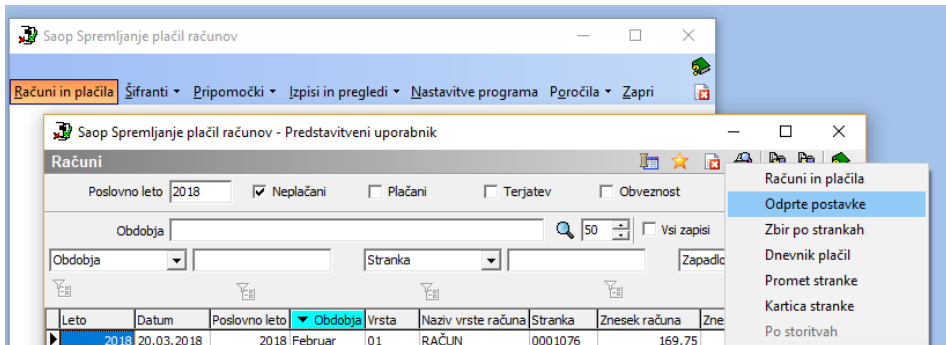 Saop Spremljanje plačil računov
Računi in plačila Šifranti Pripomočki Izpisi in pregledi Nastavitve programa Poročila Zapri
Saop Spremljanje plačil računov - Predstavitveni uporabnik
Računi
Poslovno leto 2018 Neplačani Plačani Terjatev Obveznost
Obdobja 50 Vsi zapisi
Obdobja Stranka Zapadlo
Leto Datum Poslovno leto Obdobja Vrsta Naziv vrste računa Stranka Znesek računa Zne
2018 20.03.2018 2018 Februar 01 RAČUN 0001076 169.75
Računi in plačila
Odprte postavke
Zbir po strankah
Dnevnik plačil
Promet stranke
Kartica stranke
Po storitvah